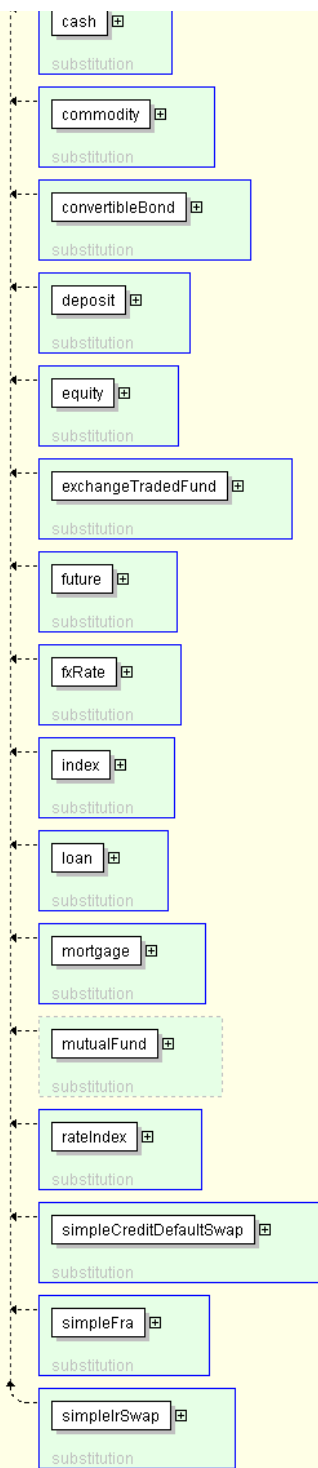 cash
substitution
commodity
substitution
convertibleBond
substitution
deposit
substitution
equity
substitution
exchangeTradedFund
substitution
future
substitution
fxRate
substitution
index
substitution
loan
substitution
mortgage
substitution
mutualFund
substitution
rateIndex
substitution
simpleCreditDefaultSwap
substitution
simpleFra
substitution
simpleIrSwap
substitution